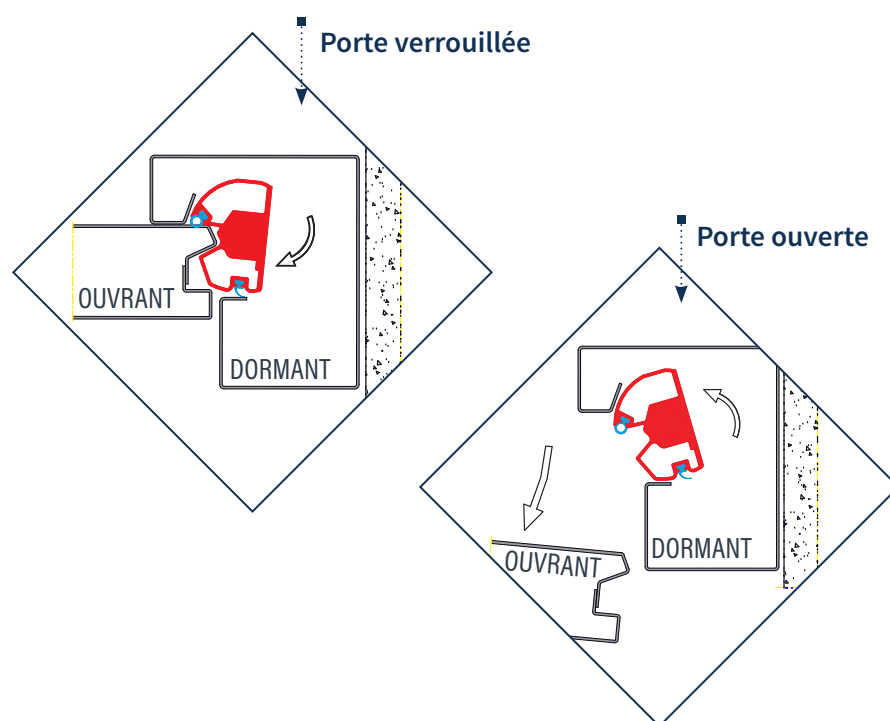 Porte verrouillée
OUVRANT
DORMANT
Porte ouverte
OUVRANT
DORMANT